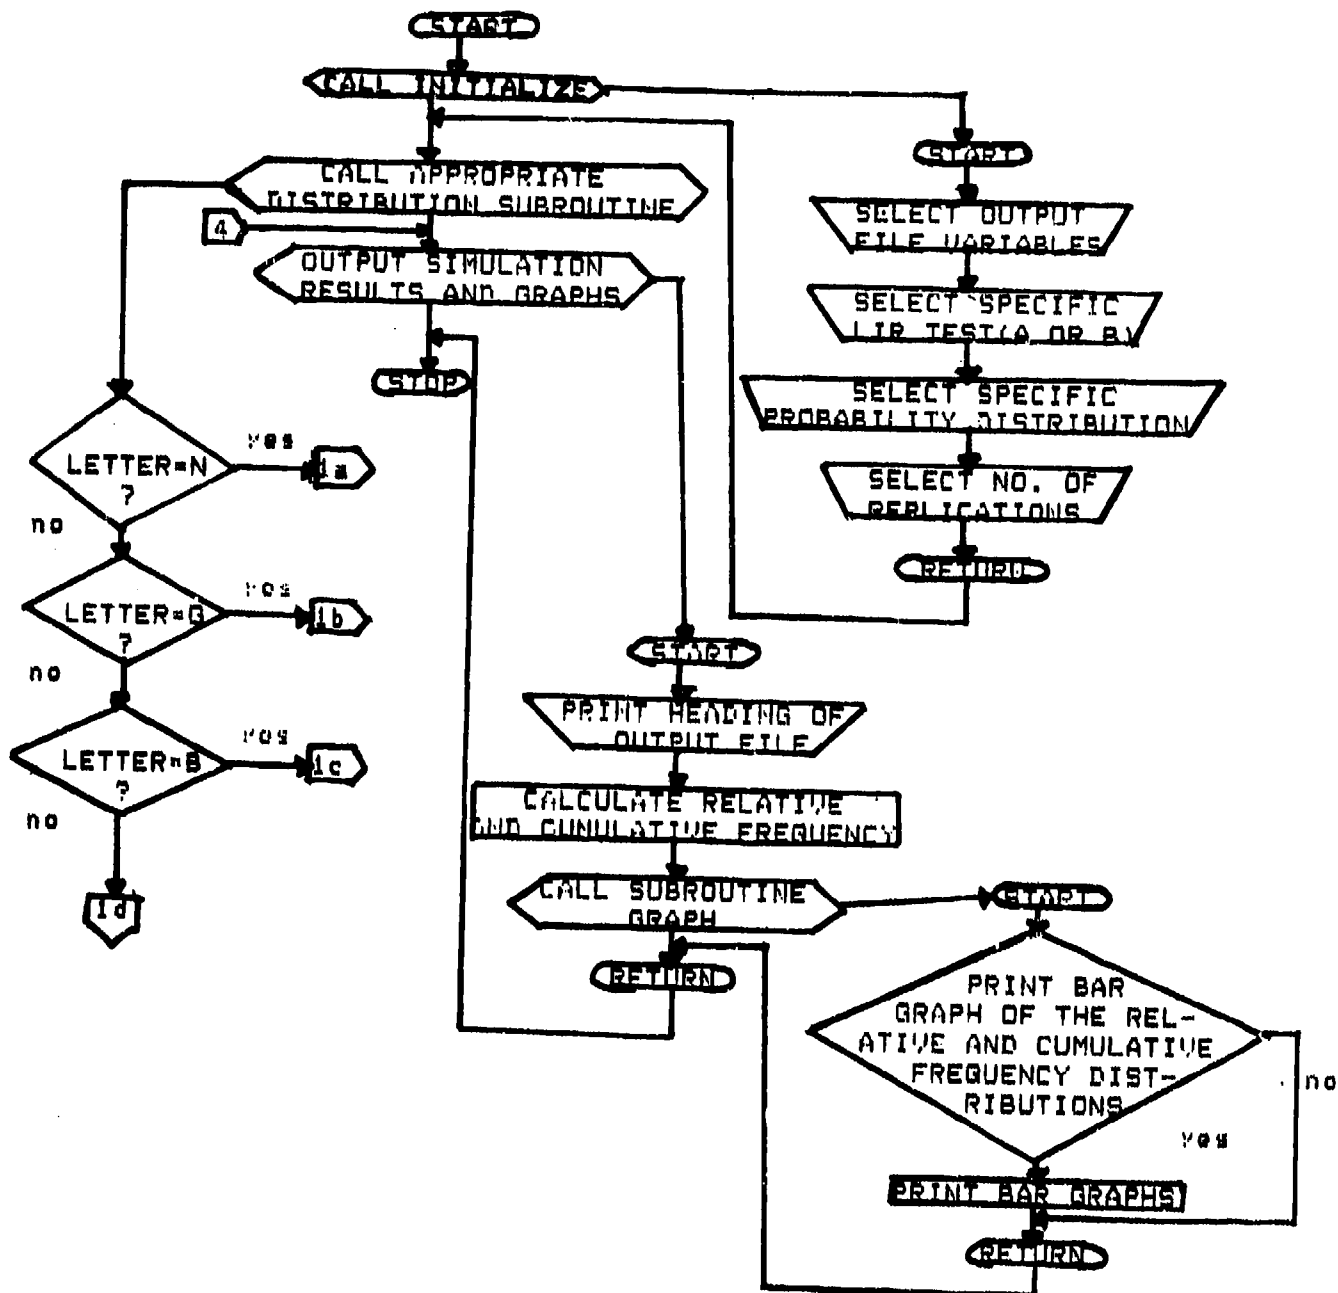 START
CALL INITIALIZE
CALL APPROPRIATE
DISTRIBUTION SUBROUTINE
4
OUTPUT SIMULATION
RESULTS AND GRAPHS
STOP
LETTER=N
?
yes
1a
no
LETTER=G
?
yes
1b
no
LETTER=B
?
yes
1c
no
1d
START
SELECT OUTPUT
FILE VARIABLES
SELECT SPECIFIC
LIR TEST(A OR B)
SELECT SPECIFIC
PROBABILITY DISTRIBUTION
SELECT NO. OF
REPLICATIONS
RETURN
START
PRINT HEADING OF
OUTPUT FILE
CALCULATE RELATIVE
AND CUMULATIVE FREQUENCY
CALL SUBROUTINE
GRAPH
RETURN
START
PRINT BAR
GRAPH OF THE REL-
ATIVE AND CUMULATIVE
FREQUENCY DIST-
RIBUTIONS
no
yes
PRINT BAR GRAPHS
RETURN